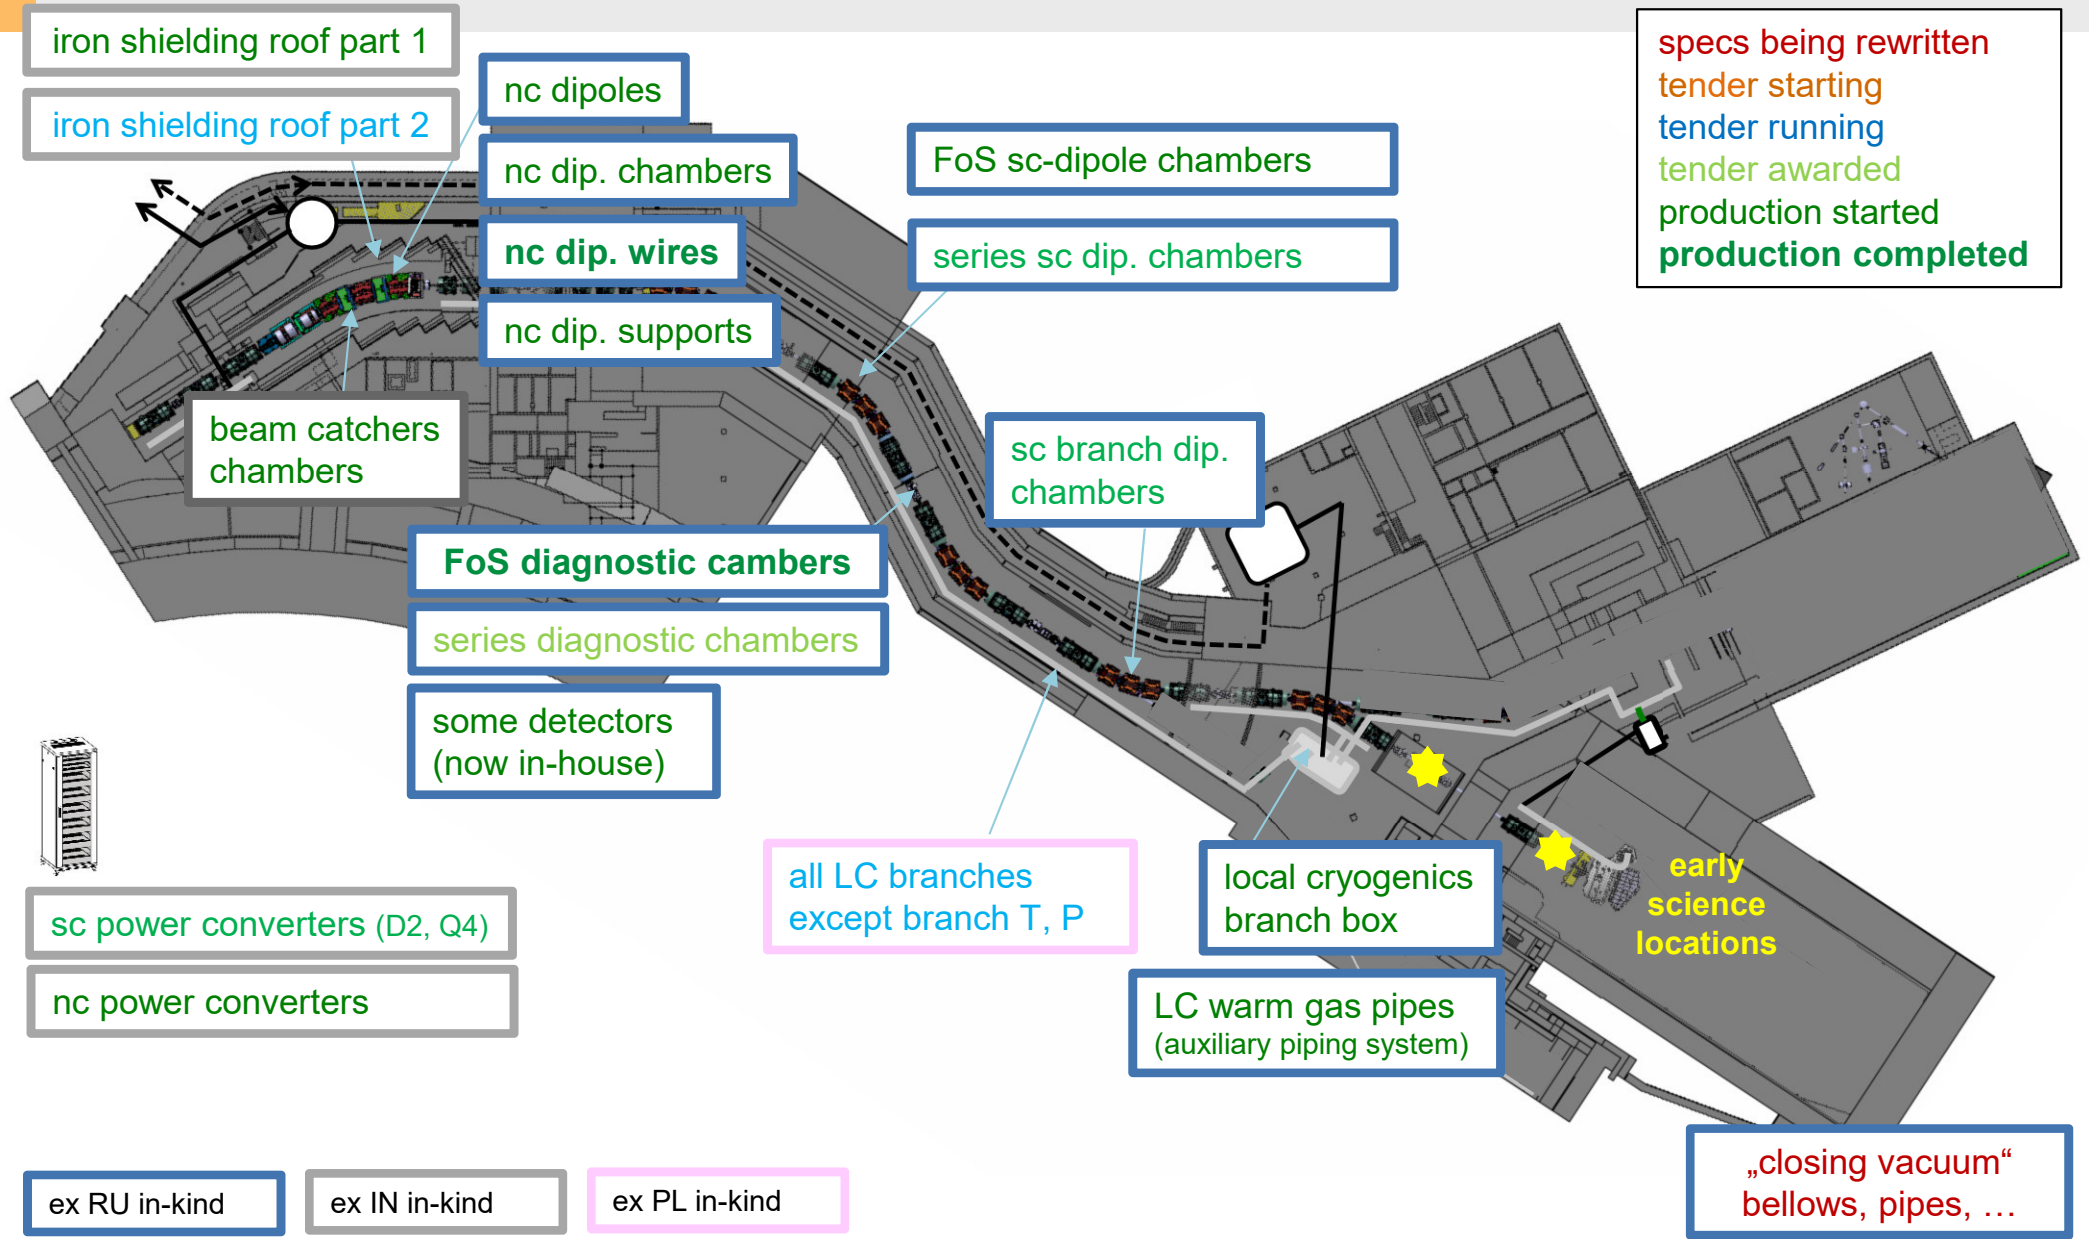 iron shielding roof part 1
iron shielding roof part 2
nc dipoles
nc dip. chambers
nc dip. wires
nc dip. supports
FoS sc-dipole chambers
series sc dip. chambers
specs being rewritten
tender starting
tender running
tender awarded
production started
production completed
beam catchers
chambers
sc branch dip.
chambers
FoS diagnostic cambers
series diagnostic chambers
some detectors
(now in-house)
all LC branches
except branch T, P
local cryogenics
branch box
early
science
locations
sc power converters (D2, Q4)
nc power converters
LC warm gas pipes
(auxiliary piping system)
„closing vacuum“
bellows, pipes, …
ex RU in-kind
ex IN in-kind
ex PL in-kind